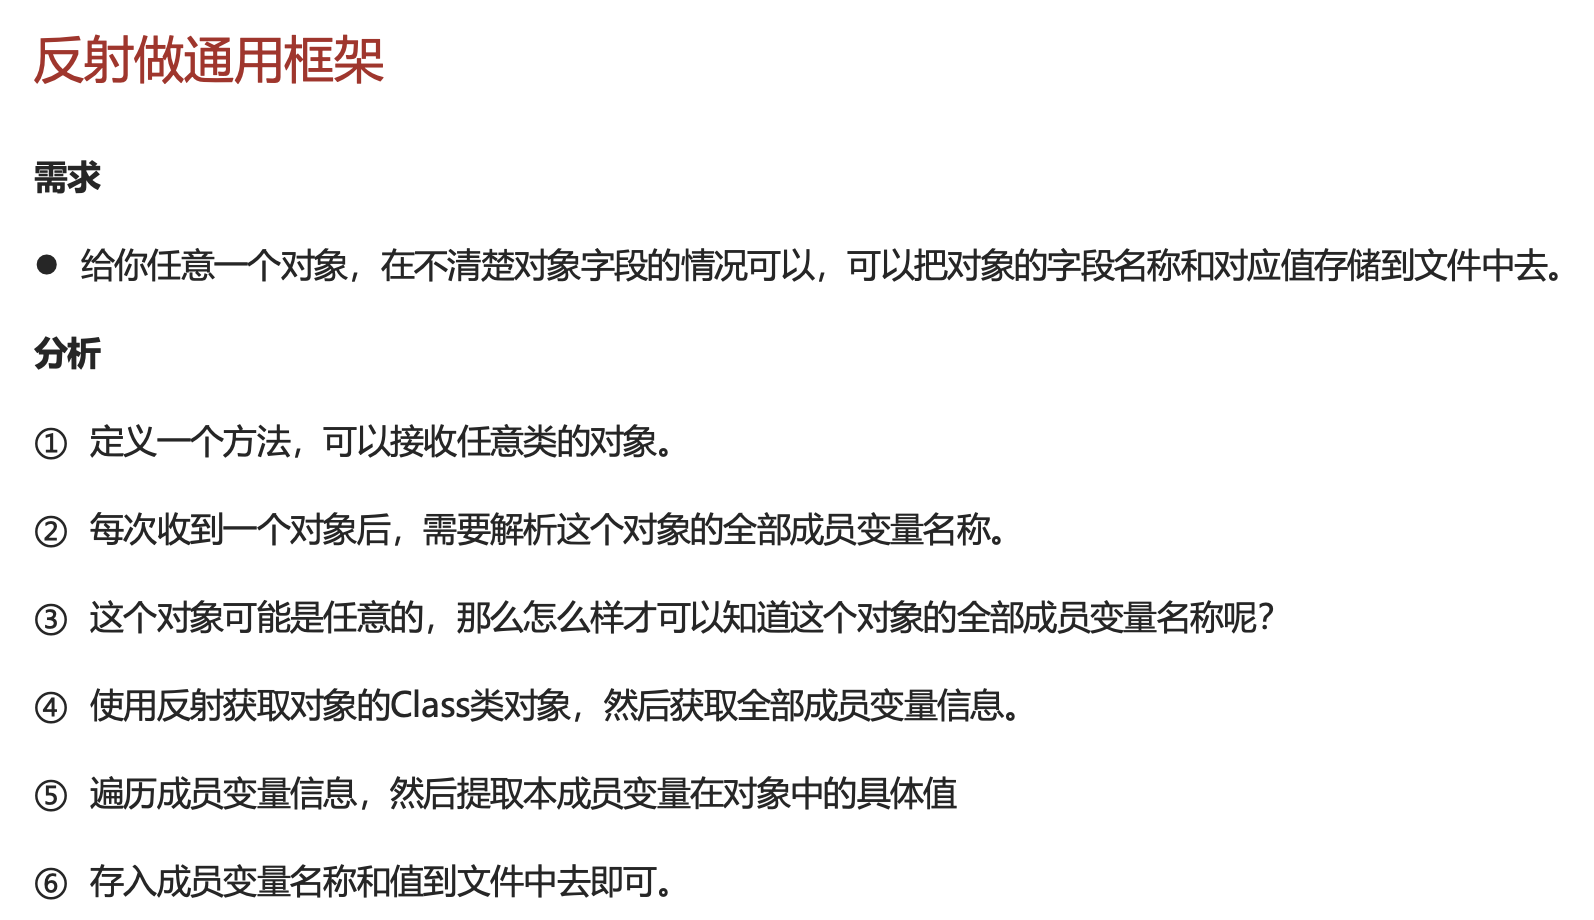 反射做通用框架
需求
● 给你任意一个对象，在不清楚对象字段的情况可以，可以把对象的字段名称和对应值存储到文件中去。
分析
① 定义一个方法，可以接收任意类的对象。
② 每次收到一个对象后，需要解析这个对象的全部成员变量名称。
③ 这个对象可能是任意的，那么怎么样才可以知道这个对象的全部成员变量名称呢？
④ 使用反射获取对象的Class类对象，然后获取全部成员变量信息。
⑤ 遍历成员变量信息，然后提取本成员变量在对象中的具体值
⑥ 存入成员变量名称和值到文件中去即可。